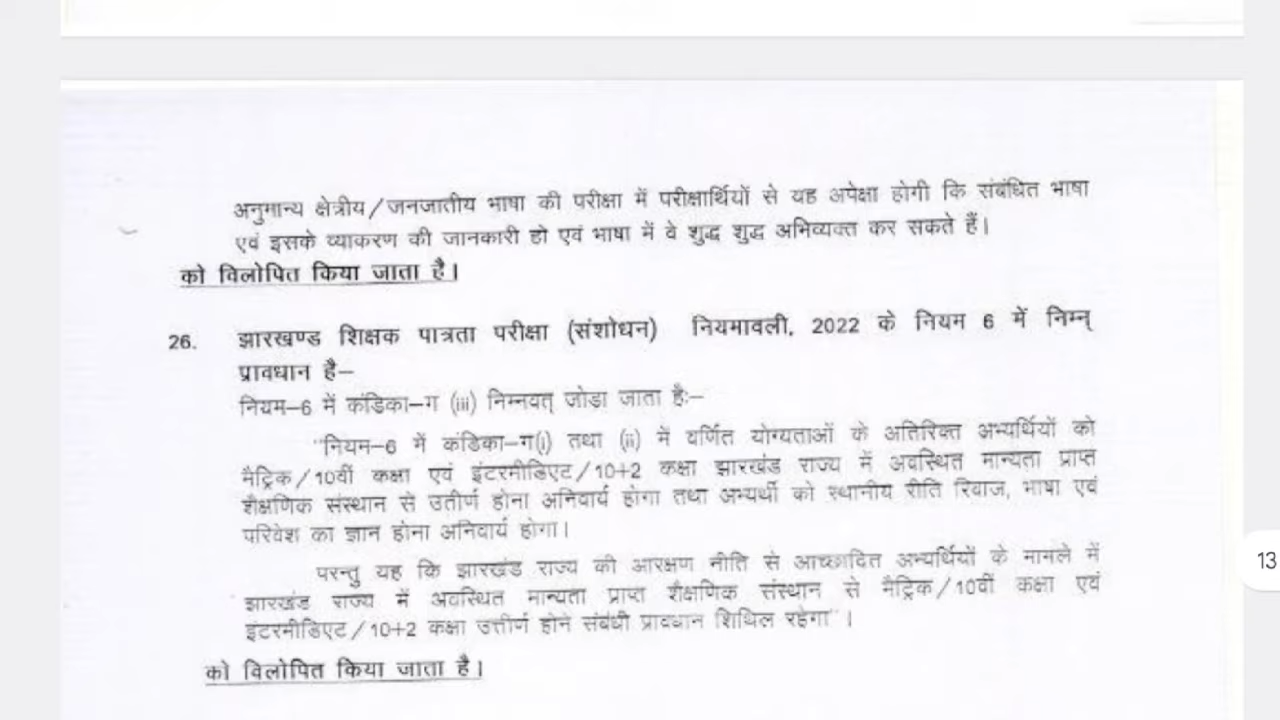 अनुमान्य क्षेत्रीय/जनजातीय भाषा की परीक्षा में परीक्षार्थियों से यह अपेक्षा होगी कि संबंधित भाषा
एवं इसके व्याकरण की जानकारी हो एवं भाषा में वे शुद्ध शुद्ध अभिव्यक्त कर सकते हैं।
को विलोपित किया जाता है।
26. झारखण्ड शिक्षक पात्रता परीक्षा (संशोधन) नियमावली, 2022 के नियम 6 में निम्न्
प्रावधान है–
नियम–6 में कंडिका–ग (iii) निम्नवत् जोडा जाता हैः–
"नियम–6 में कंडिका–ग(i) तथा (ii) में वर्णित योग्यताओं के अतिरिक्त अभ्यर्थियों को
मैट्रिक/10वीं कक्षा एवं इंटरमीडिएट/10+2 कक्षा झारखंड राज्य में अवस्थित मान्यता प्राप्त
शैक्षणिक संस्थान से उतीर्ण होना अनिवार्य होगा तथा अभ्यर्थी को स्थानीय रीति रिवाज, भाषा एवं
परिवेश का ज्ञान होना अनिवार्य होगा।
परन्तु यह कि झारखंड राज्य की आरक्षण नीति से आच्छादित अभ्यर्थियों के मामले में
झारखंड राज्य में अवस्थित मान्यता प्राप्त शैक्षणिक संस्थान से मैट्रिक/10वीं कक्षा एवं
इंटरमीडिएट/10+2 कक्षा उत्तीर्ण होने संबंधी प्रावधान शिथिल रहेगा"।
को विलोपित किया जाता है।
13